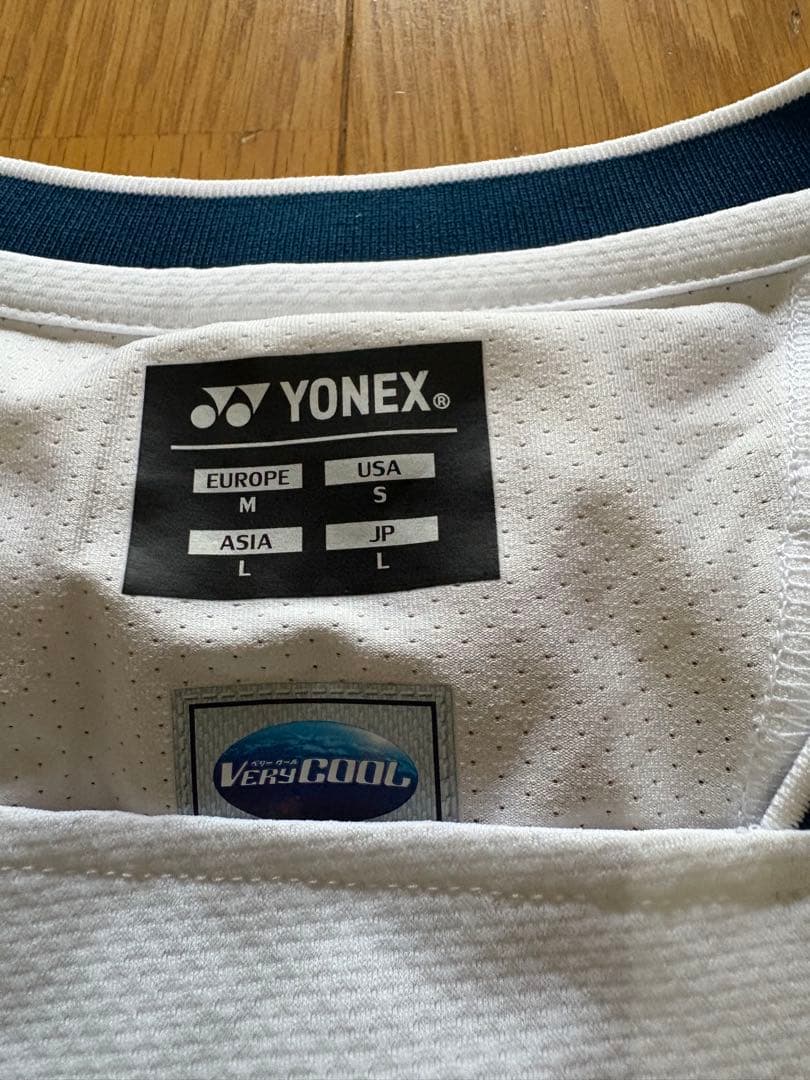 YONEX®
EUROPE USA
M S
ASIA JP
L L
ベリークール
VERYCOOL